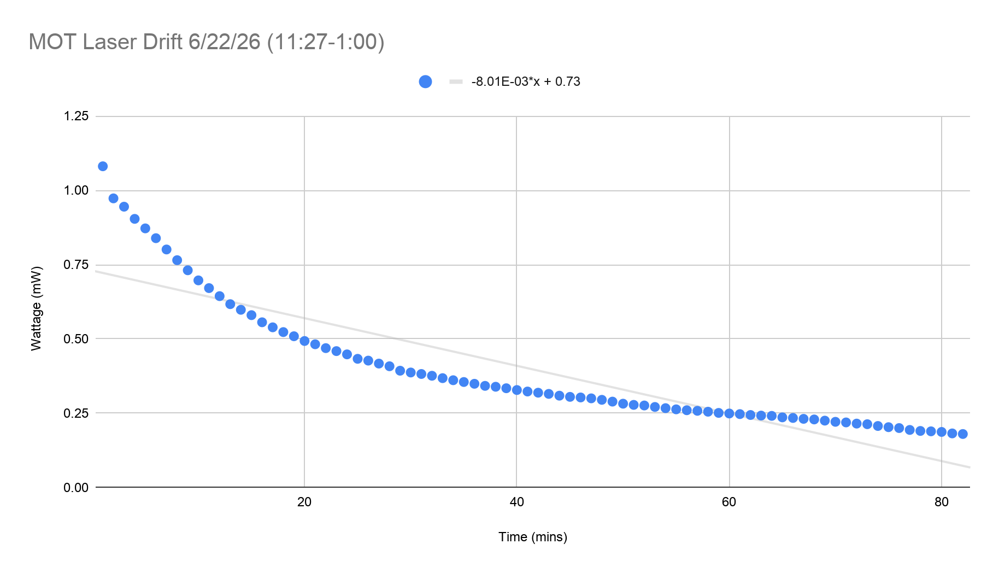 MOT Laser Drift 6/22/26 (11:27-1:00)
-8.01E-03*x + 0.73
1.25
1.00
0.75
0.50
0.25
0.00
Wattage (mW)
20 40 60 80
Time (mins)